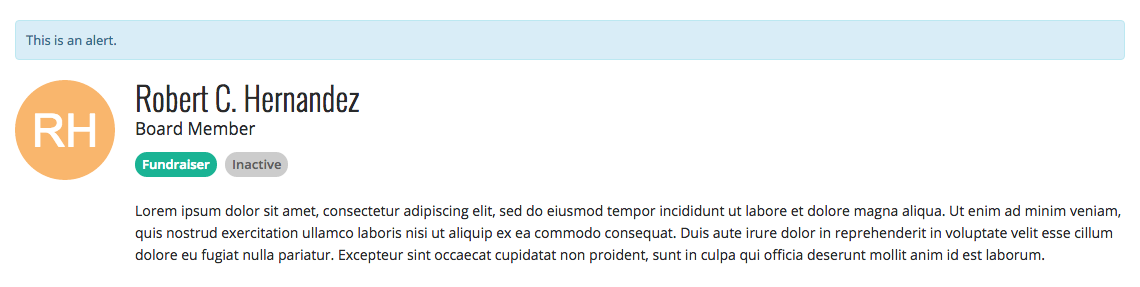 This is an alert.
RH
Robert C. Hernandez
Board Member
Fundraiser Inactive
Lorem ipsum dolor sit amet, consectetur adipiscing elit, sed do eiusmod tempor incididunt ut labore et dolore magna aliqua. Ut enim ad minim veniam,
quis nostrud exercitation ullamco laboris nisi ut aliquip ex ea commodo consequat. Duis aute irure dolor in reprehenderit in voluptate velit esse cillum
dolore eu fugiat nulla pariatur. Excepteur sint occaecat cupidatat non proident, sunt in culpa qui officia deserunt mollit anim id est laborum.